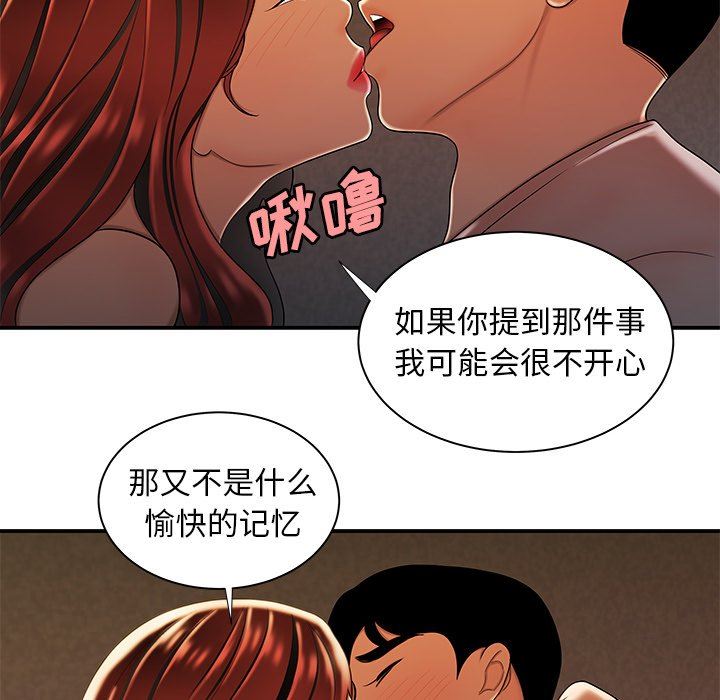 啾噜
如果你提到那件事
我可能会很不开心
那又不是什么
愉快的记忆